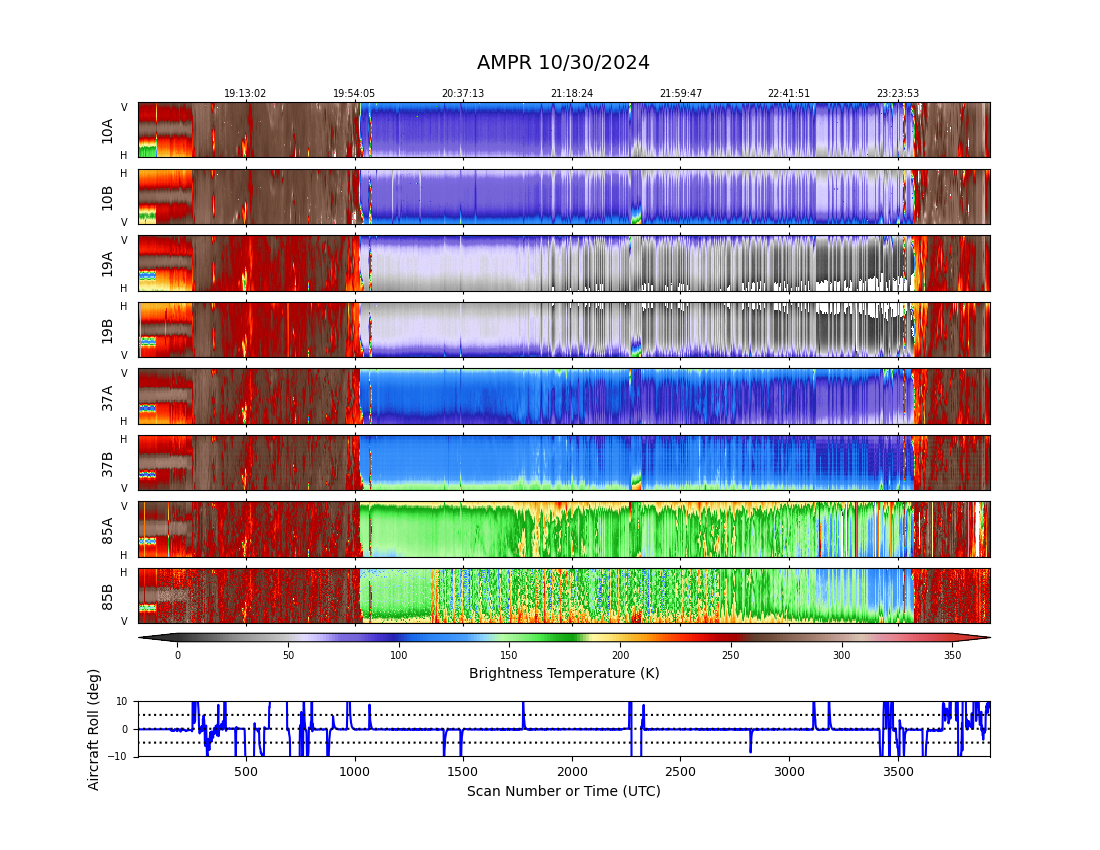 AMPR 10/30/2024
19:13:02 19:54:05 20:37:13 21:18:24 21:59:47 22:41:51 23:23:53
V
10A
H
H
10B
V
V
19A
H
H
19B
V
V
37A
H
H
37B
V
V
85A
H
H
85B
V
0 50 100 150 200 250 300 350
Brightness Temperature (K)
Aircraft Roll (deg)
10
0
−10
500 1000 1500 2000 2500 3000 3500
Scan Number or Time (UTC)